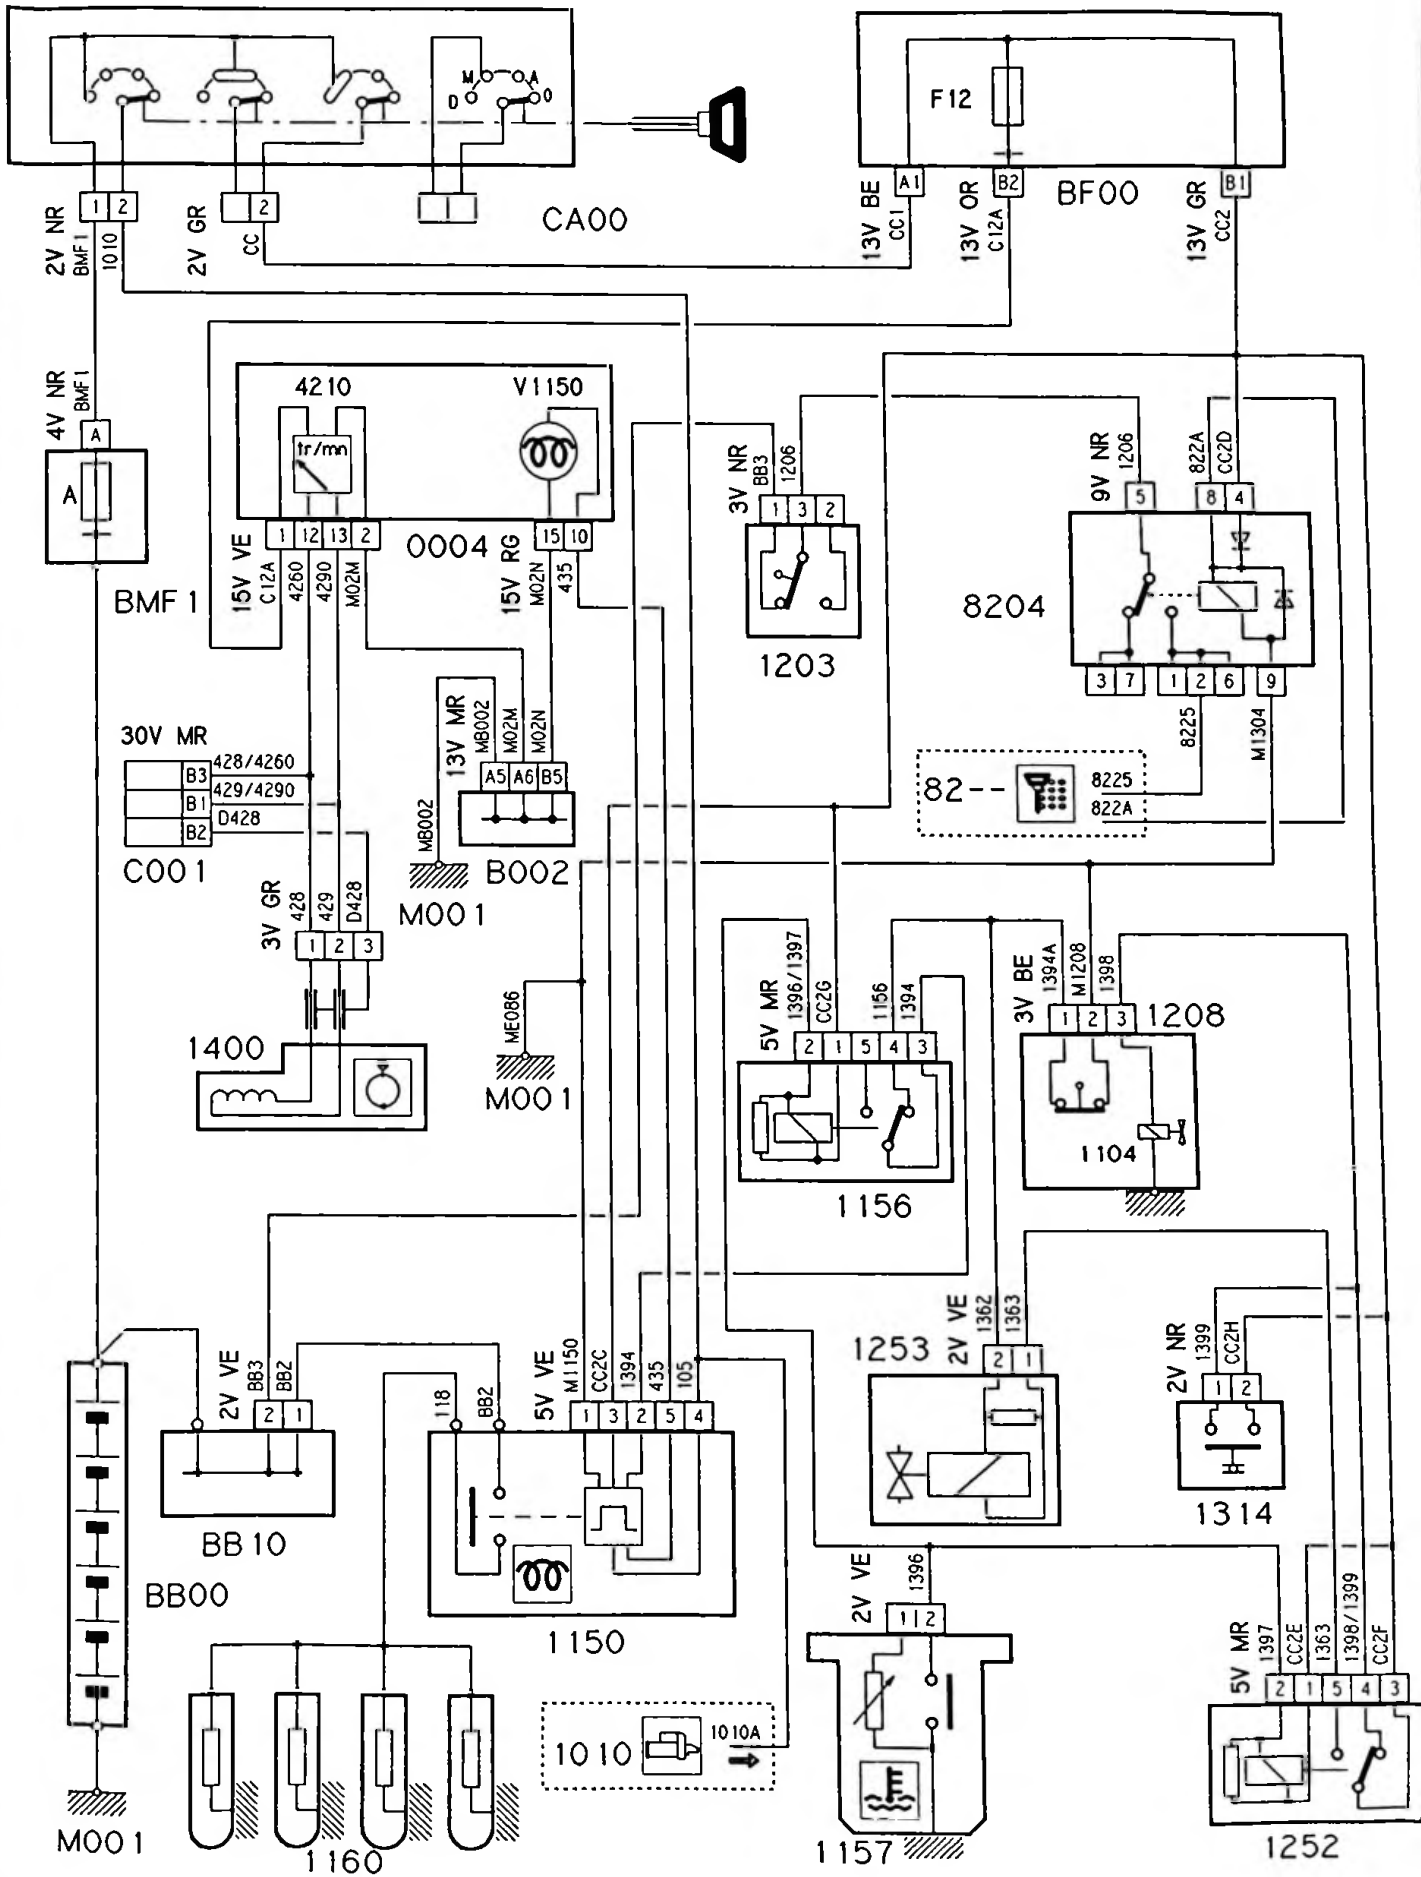 M
A
D
O
F12
1
2
2
A1
B2
B1
CA00
BF00
2V NR
BMF1
1010
2V GR
CC
13V BE
CC1
13V OR
C12A
13V GR
CC2
4V NR
BMF1
A
A
BMF1
4210
V1150
tr/mn
1
12
13
2
0004
15
10
15V VE
C12A
4260
4290
M02M
15V RG
M02N
435
3V NR
BB3
1206
1
3
2
1203
9V NR
1206
822A
CC2D
5
8
4
8204
3
7
1
2
6
9
8225
M1304
82--
8225
822A
30V MR
B3
428/4260
B1
429/4290
B2
D428
C001
13V MR
MB002
M02M
M02N
A5
A6
B5
MB002
B002
M001
3V GR
428
429
D428
1
2
3
1400
ME086
M001
5V MR
1396/1397
CC2G
1156
1394
2
1
5
4
3
1156
3V BE
1394A
M1208
1398
1
2
3
1208
1104
2V VE
1362
1363
1253
2
1
2V NR
1399
CC2H
1
2
1314
2V VE
BB3
BB2
2
1
BB10
BB00
118
BB2
5V VE
M1150
CC2C
1394
435
105
1
3
2
5
4
1150
2V VE
1396
1
2
1157
5V MR
1397
CC2E
1363
1398/1399
CC2F
2
1
5
4
3
1252
1010
1010A
M001
1160